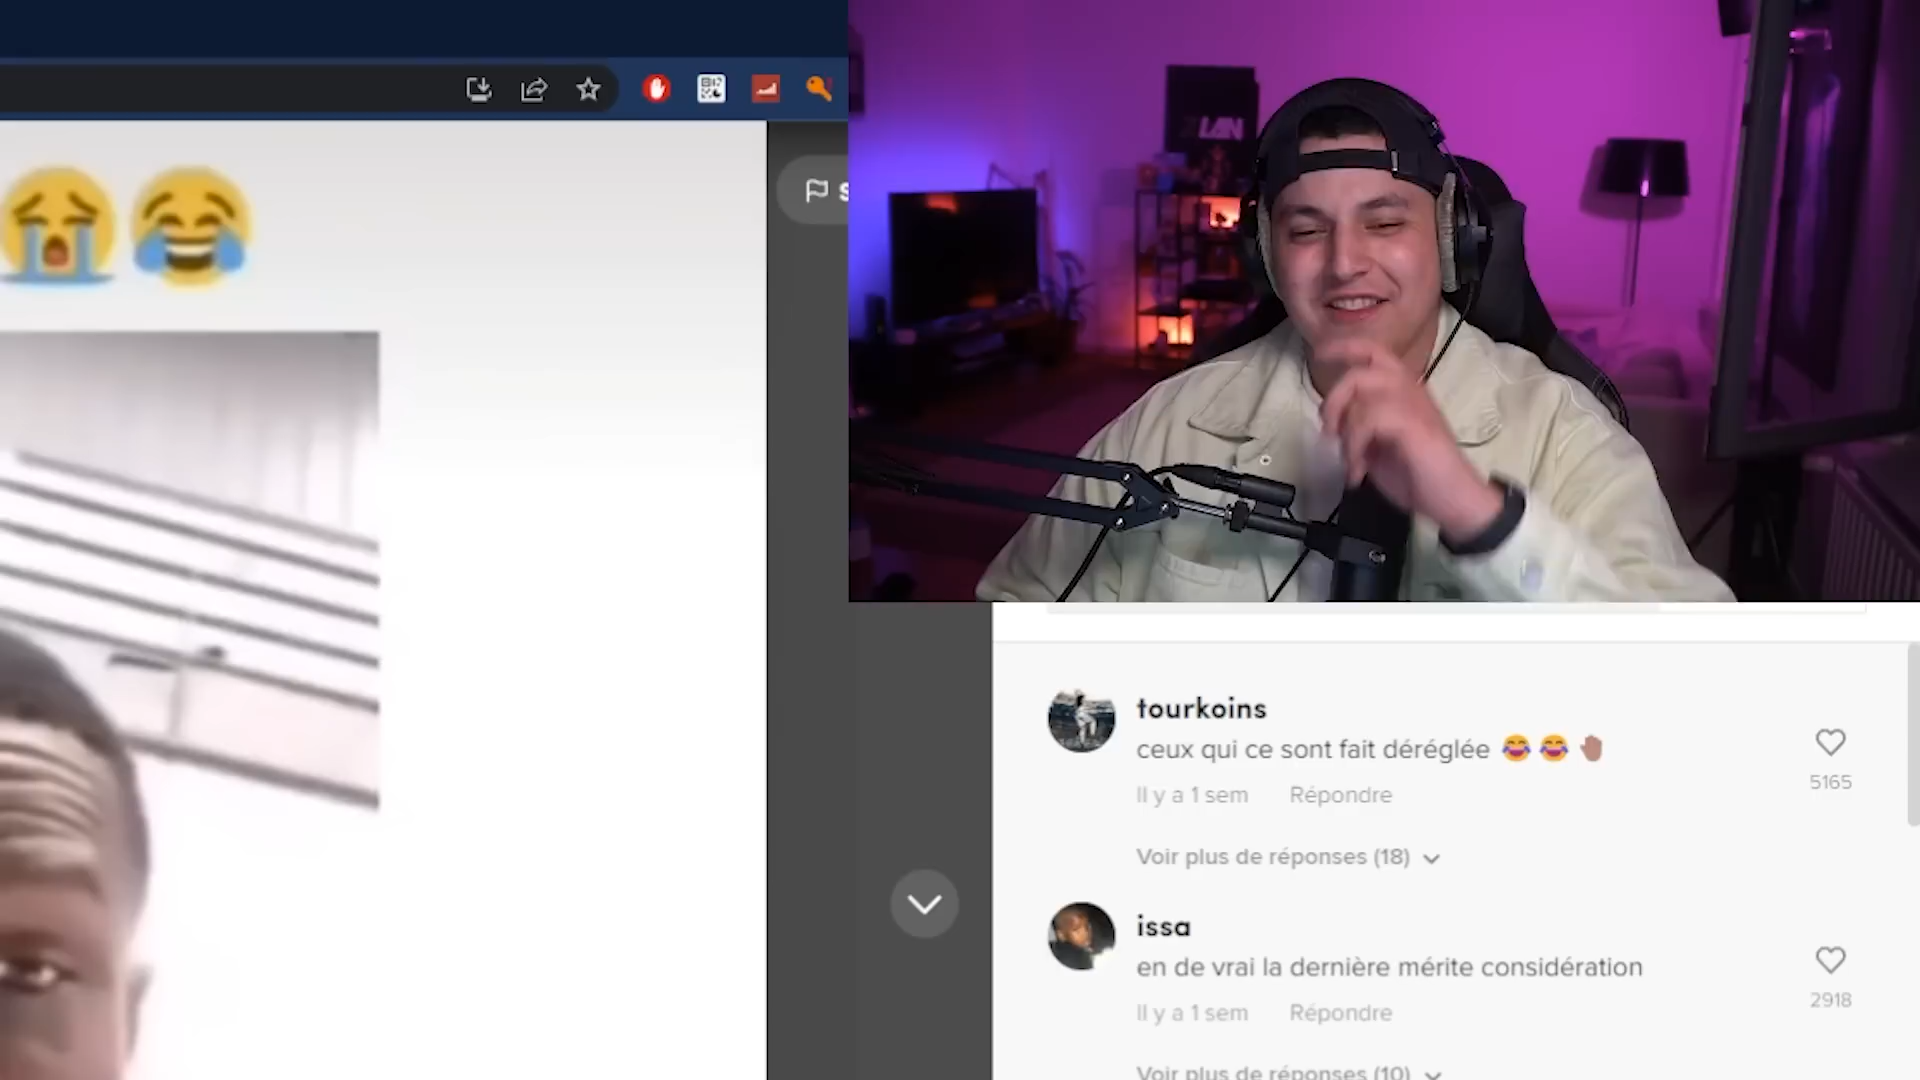 S
ZLAN
tourkoins
ceux qui ce sont fait déréglée 😂 😂 🤚🏽
Il y a 1 sem Répondre
5165
Voir plus de réponses (18)
issa
en de vrai la dernière mérite considération
Il y a 1 sem Répondre
2918
Voir plus de réponses (10)